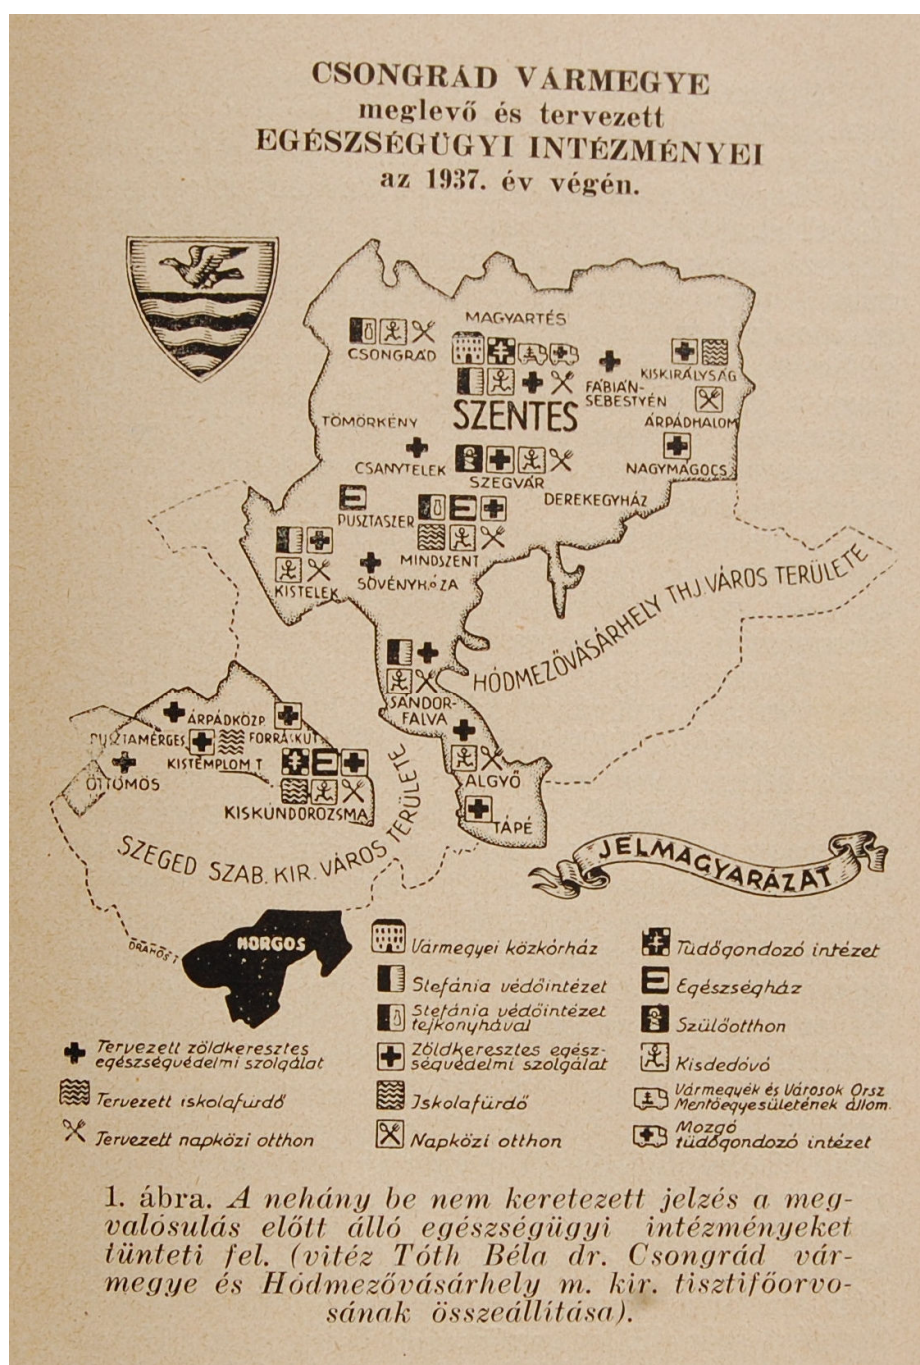 CSONGRÁD VÁRMEGYE
meglevő és tervezett
EGÉSZSÉGÜGYI INTÉZMÉNYEI
az 1937. év végén.
MAGYARTÉS
CSONGRÁD
KISKIRÁLYSÁG
FÁBIÁN-
SEBESTYÉN
SZENTES
ÁRPÁDHALOM
TÖMÖRKÉNY
CSANYTELEK
SZEGVÁR
NAGYMÁGOCS
DEREKEGYHÁZ
PUSZTASZER
MINDSZENT
KISTELEK
SÖVÉNYHÁZA
HÓDMEZŐVÁSÁRHELY THJ. VÁROS TERÜLETE
SÁNDOR-
FALVA
ÁRPÁDKÖZP
PUSZTAMÉRGES
FORRÁSKÚT
KISTEMPLOM T
ÖTTÖMÖS
ALGYŐ
KISKUNDOROZSMA
TÁPÉ
SZEGED SZAB. KIR. VÁROS TERÜLETE
JELMAGYARÁZAT
HORGOS
Vármegyei közkórház
Stefánia védőintézet
Stefánia védőintézet
tejkonyhával
Zöldkeresztes egész-
ségvédelmi szolgálat
Iskolafürdő
Napközi otthon
Tüdőgondozó intézet
Egészségház
Szülőotthon
Kisdedóvó
Vármegyék és Városok Orsz
Mentőegyesületének állom.
Mozgó
tüdőgondozó intézet
Tervezett zöldkeresztes
egészségvédelmi szolgálat
Tervezett iskolafürdő
Tervezett napközi otthon
1. ábra. A nehány be nem keretezett jelzés a meg-
valósulás előtt álló egészségügyi intézményeket
tünteti fel. (vitéz Tóth Béla dr. Csongrád vár-
megye és Hódmezővásárhely m. kir. tisztifőorvo-
sának összeállítása).